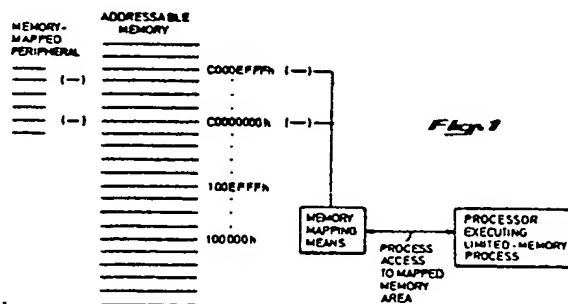 MEMORY-
MAPPED
PERIPHERAL
ADDRESSABLE
MEMORY
C000EFFFh
C0000000h
100EFFFh
100000h
Fig.1
MEMORY
MAPPING
MEANS
PROCESS
ACCESS
TO MAPPED
MEMORY
AREA
PROCESSOR
EXECUTING
LIMITED-MEMORY
PROCESS